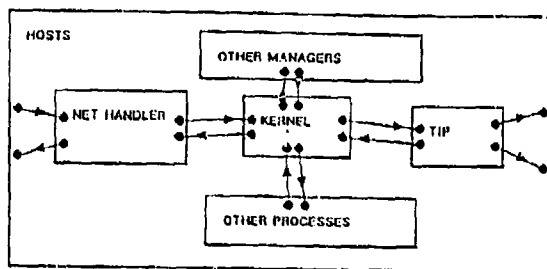 HOSTS
OTHER MANAGERS
NET HANDLER
KERNEL
TIP
OTHER PROCESSES